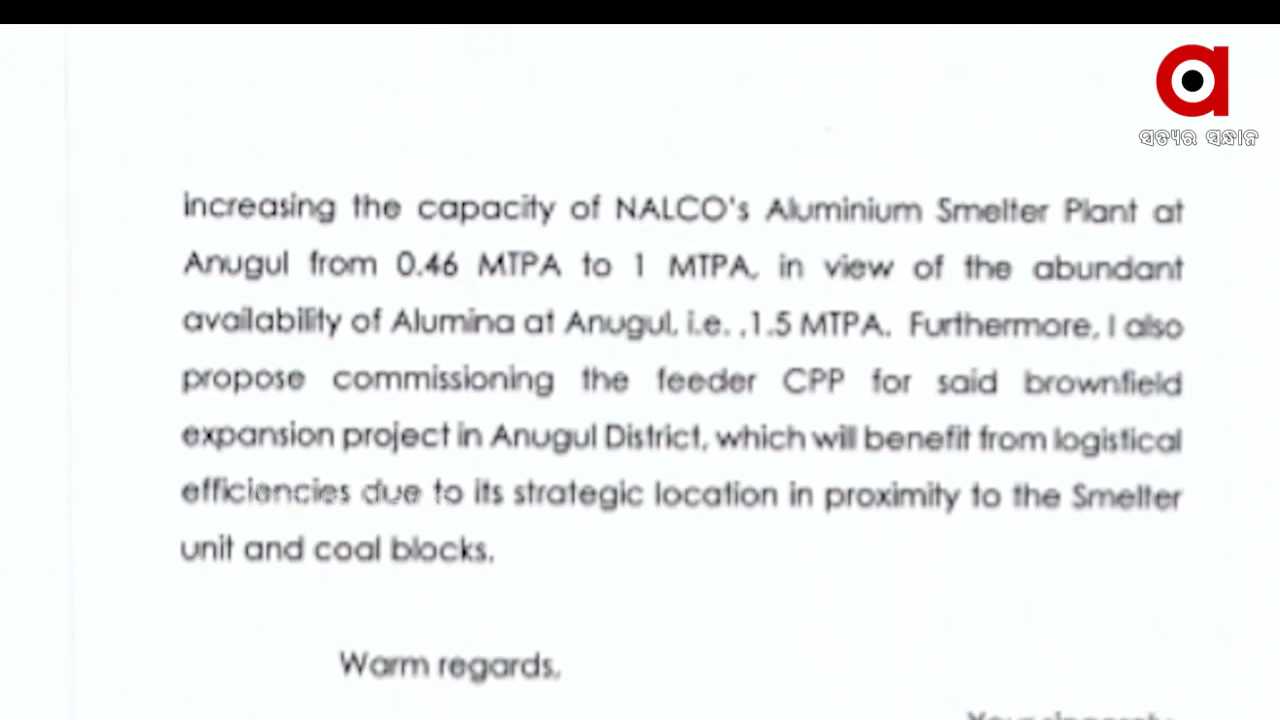 ସତ୍ୟର ସନ୍ଧାନ
increasing the capacity of NALCO's Aluminium Smelter Plant at
Anugul from 0.46 MTPA to 1 MTPA, in view of the abundant
availability of Alumina at Anugul, i.e. ,1.5 MTPA. Furthermore, I also
propose commissioning the feeder CPP for said brownfield
expansion project in Anugul District, which will benefit from logistical
efficiencies due to its strategic location in proximity to the Smelter
unit and coal blocks.
Warm regards,